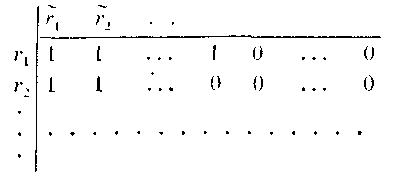 r̃₁ r̃₂ . .
r₁ 1 1 ... 1 0 ... 0
r₂ 1 1 ... 0 0 ... 0
.
. . . . . . . . . . . . . . . .
.